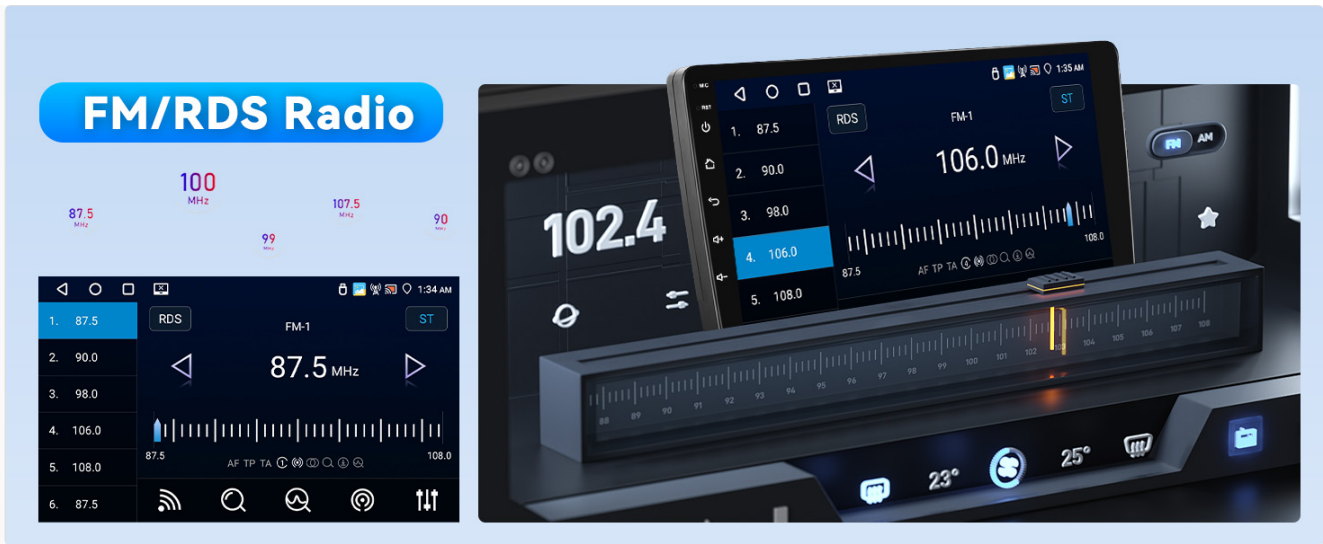 FM/RDS Radio
100
MHz
87.5
MHz
107.5
MHz
90
MHz
99
MHz
1:34 AM
1. 87.5
RDS
FM-1
ST
2. 90.0
87.5 MHz
3. 98.0
4. 106.0
87.5
108.0
5. 108.0
AF TP TA
6. 87.5
MIC
RST
1:35 AM
1. 87.5
RDS
FM-1
ST
2. 90.0
106.0 MHz
3. 98.0
4. 106.0
87.5
108.0
AF TP TA
5. 108.0
FM AM
102.4
88 89 90 91 92 93 94 95 96 97 98 99 100 101 102 103 104 105 106 107 108
23°
25°